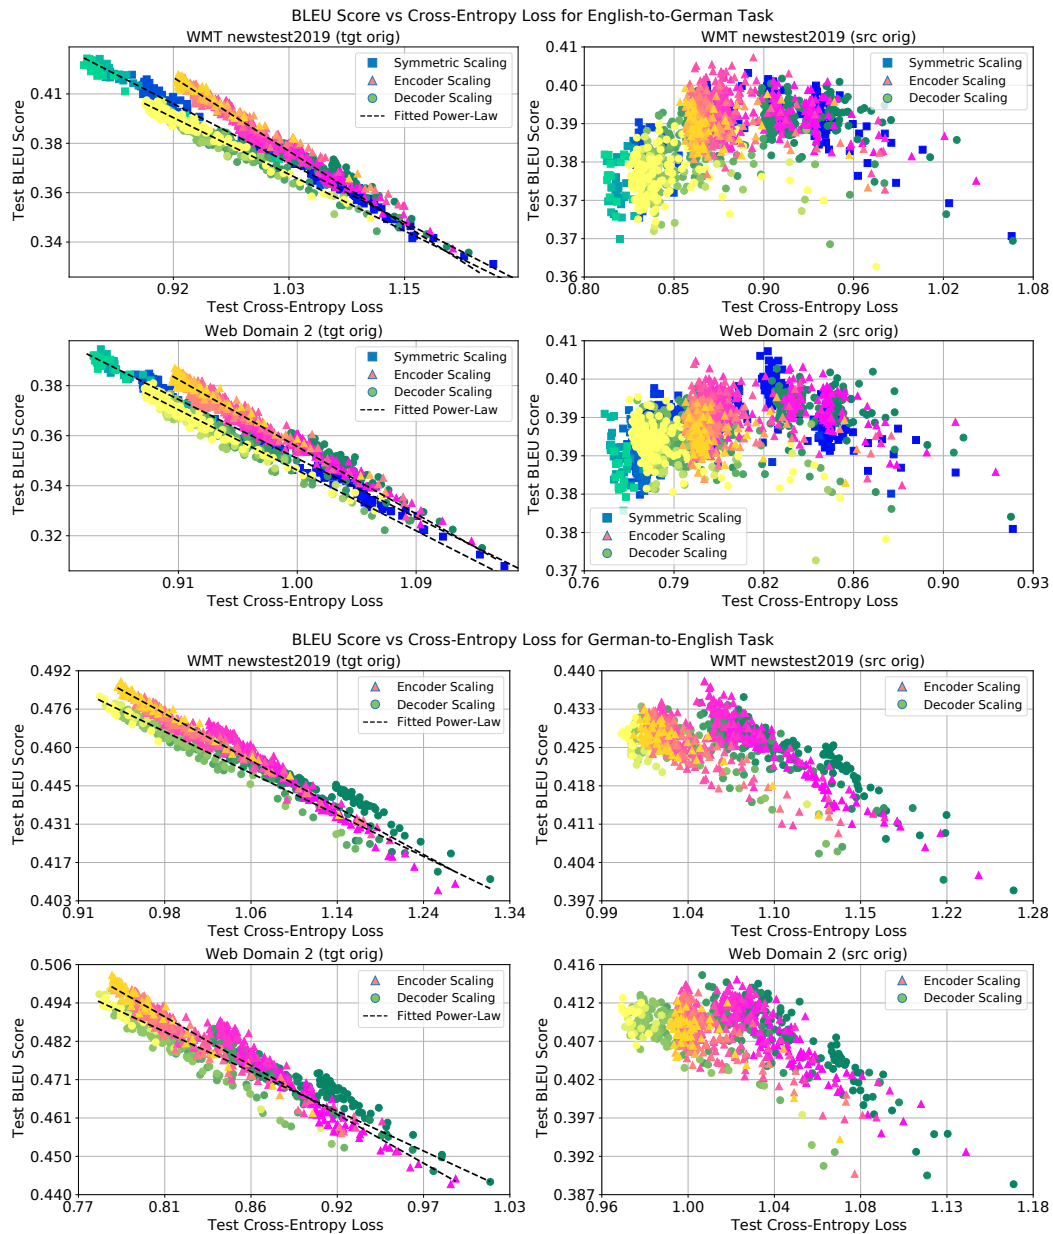 BLEU Score vs Cross-Entropy Loss for English-to-German Task
WMT newstest2019 (tgt orig)
Symmetric Scaling
Encoder Scaling
Decoder Scaling
Fitted Power-Law
Test BLEU Score
0.41
0.38
0.36
0.34
0.92
1.03
1.15
Test Cross-Entropy Loss
WMT newstest2019 (src orig)
Symmetric Scaling
Encoder Scaling
Decoder Scaling
Test BLEU Score
0.41
0.40
0.39
0.38
0.37
0.37
0.36
0.80
0.85
0.90
0.96
1.02
1.08
Test Cross-Entropy Loss
Web Domain 2 (tgt orig)
Symmetric Scaling
Encoder Scaling
Decoder Scaling
Fitted Power-Law
Test BLEU Score
0.38
0.36
0.34
0.32
0.91
1.00
1.09
Test Cross-Entropy Loss
Web Domain 2 (src orig)
Symmetric Scaling
Encoder Scaling
Decoder Scaling
Test BLEU Score
0.41
0.40
0.39
0.39
0.38
0.38
0.37
0.76
0.79
0.82
0.86
0.90
0.93
Test Cross-Entropy Loss
BLEU Score vs Cross-Entropy Loss for German-to-English Task
WMT newstest2019 (tgt orig)
Encoder Scaling
Decoder Scaling
Fitted Power-Law
Test BLEU Score
0.492
0.476
0.460
0.445
0.431
0.417
0.403
0.91
0.98
1.06
1.14
1.24
1.34
Test Cross-Entropy Loss
WMT newstest2019 (src orig)
Encoder Scaling
Decoder Scaling
Test BLEU Score
0.440
0.433
0.425
0.418
0.411
0.404
0.397
0.99
1.04
1.10
1.15
1.22
1.28
Test Cross-Entropy Loss
Web Domain 2 (tgt orig)
Encoder Scaling
Decoder Scaling
Fitted Power-Law
Test BLEU Score
0.506
0.494
0.482
0.471
0.461
0.450
0.440
0.77
0.81
0.86
0.92
0.97
1.03
Test Cross-Entropy Loss
Web Domain 2 (src orig)
Encoder Scaling
Decoder Scaling
Test BLEU Score
0.416
0.412
0.407
0.402
0.397
0.392
0.387
0.96
1.00
1.04
1.08
1.13
1.18
Test Cross-Entropy Loss